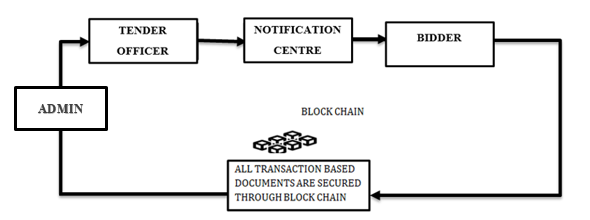 TENDER
OFFICER
NOTIFICATION
CENTRE
BIDDER
ADMIN
BLOCK CHAIN
ALL TRANSACTION BASED
DOCUMENTS ARE SECURED
THROUGH BLOCK CHAIN